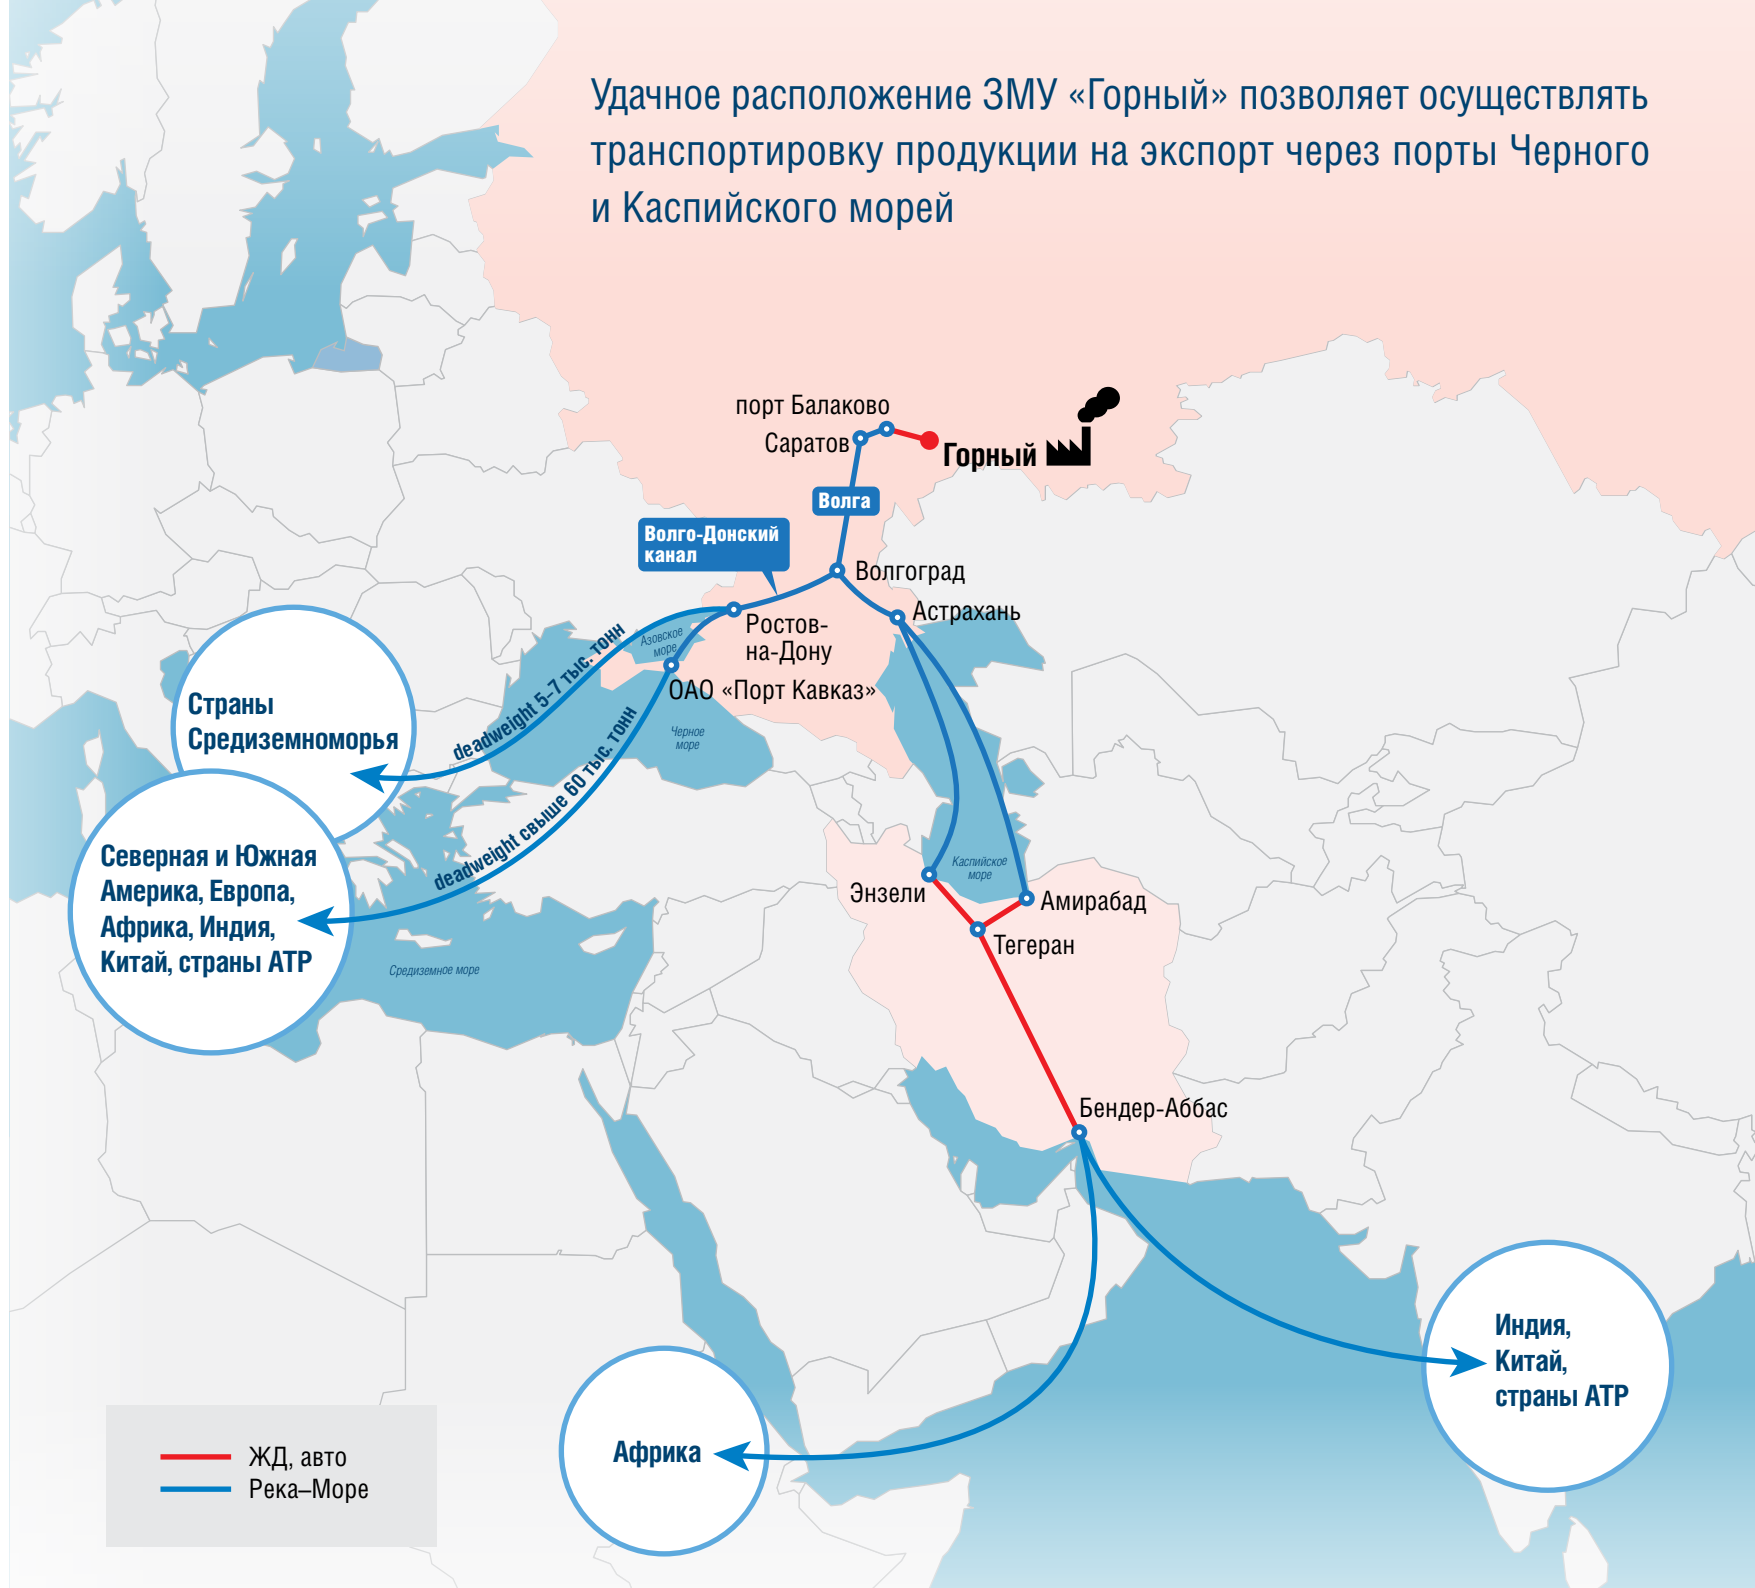 Удачное расположение ЗМУ «Горный» позволяет осуществлять
транспортировку продукции на экспорт через порты Черного
и Каспийского морей
порт Балаково
Саратов
Горный
Волга
Волго-Донский
канал
Волгоград
Астрахань
Ростов-
на-Дону
Азовское
море
ОАО «Порт Кавказ»
deadweight 5-7 тыс. тонн
Страны
Средиземноморья
Черное
море
deadweight свыше 60 тыс. тонн
Северная и Южная
Америка, Европа,
Африка, Индия,
Китай, страны АТР
Каспийское
море
Энзели
Амирабад
Тегеран
Средиземное море
Бендер-Аббас
Индия,
Китай,
страны АТР
Африка
ЖД, авто
Река–Море